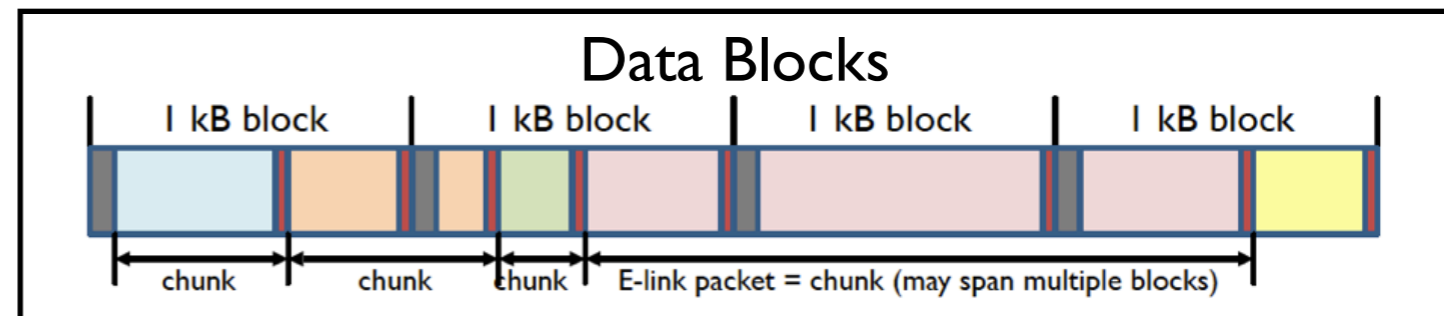 Data Blocks
1 kB block 1 kB block 1 kB block 1 kB block
chunk chunk chunk E-link packet = chunk (may span multiple blocks)